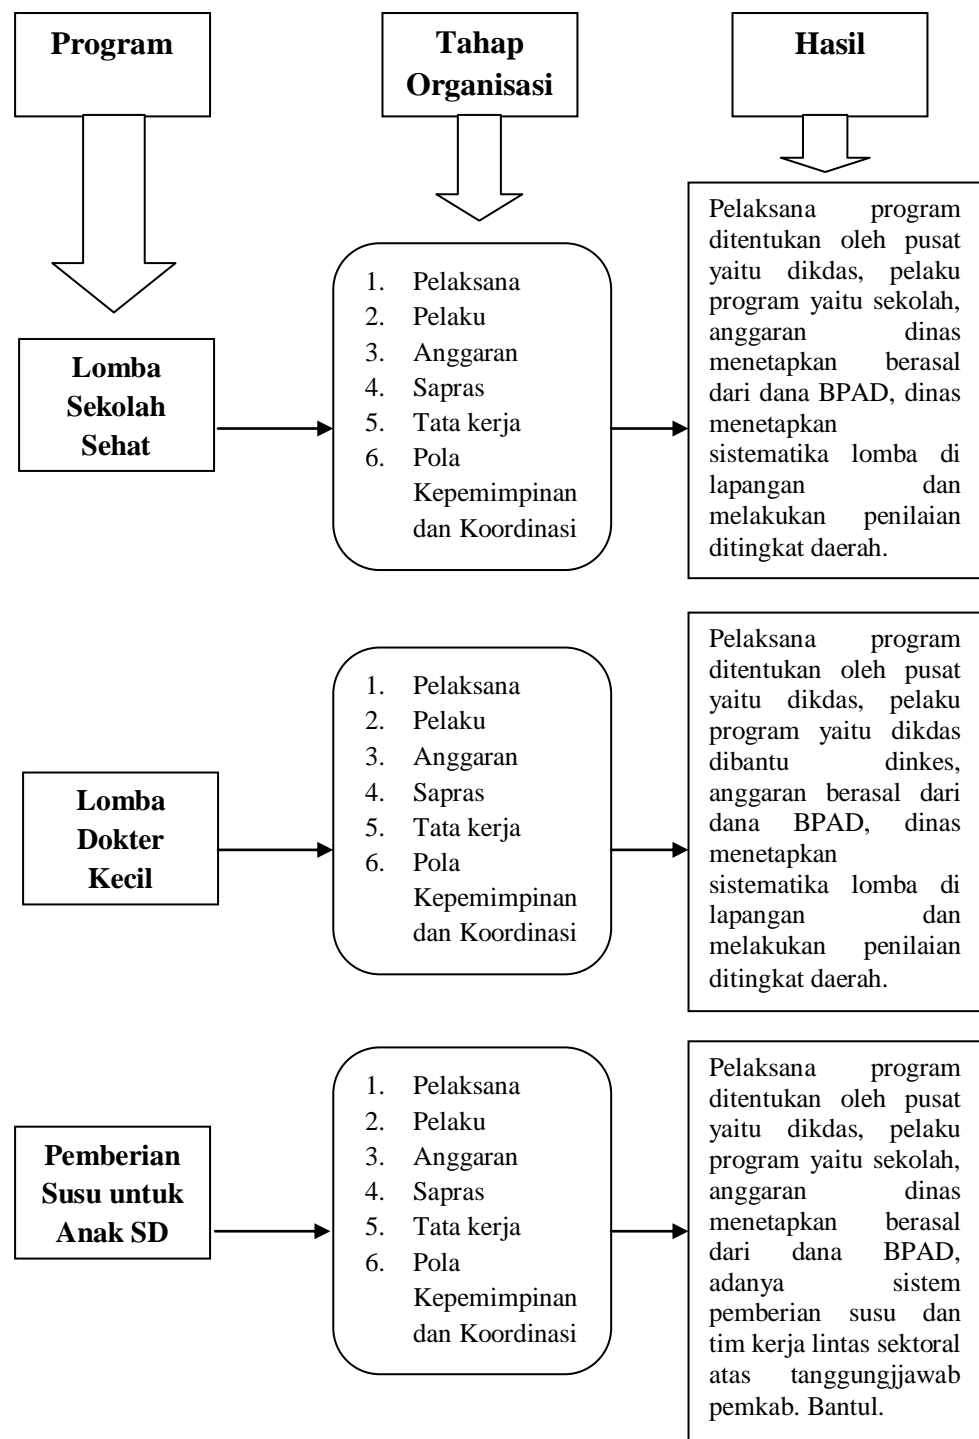 Program
Tahap
Organisasi
Hasil
Lomba
Sekolah
Sehat
1. Pelaksana
2. Pelaku
3. Anggaran
4. Sapras
5. Tata kerja
6. Pola
Kepemimpinan
dan Koordinasi
Pelaksana program
ditentukan oleh pusat
yaitu dikdas, pelaku
program yaitu sekolah,
anggaran dinas
menetapkan berasal
dari dana BPAD, dinas
menetapkan
sistematika lomba di
lapangan dan
melakukan penilaian
ditingkat daerah.
Lomba
Dokter
Kecil
1. Pelaksana
2. Pelaku
3. Anggaran
4. Sapras
5. Tata kerja
6. Pola
Kepemimpinan
dan Koordinasi
Pelaksana program
ditentukan oleh pusat
yaitu dikdas, pelaku
program yaitu dikdas
dibantu dinkes,
anggaran berasal dari
dana BPAD, dinas
menetapkan
sistematika lomba di
lapangan dan
melakukan penilaian
ditingkat daerah.
Pemberian
Susu untuk
Anak SD
1. Pelaksana
2. Pelaku
3. Anggaran
4. Sapras
5. Tata kerja
6. Pola
Kepemimpinan
dan Koordinasi
Pelaksana program
ditentukan oleh pusat
yaitu dikdas, pelaku
program yaitu sekolah,
anggaran dinas
menetapkan berasal
dari dana BPAD,
adanya sistem
pemberian susu dan
tim kerja lintas sektoral
atas tanggungjjawab
pemkab. Bantul.